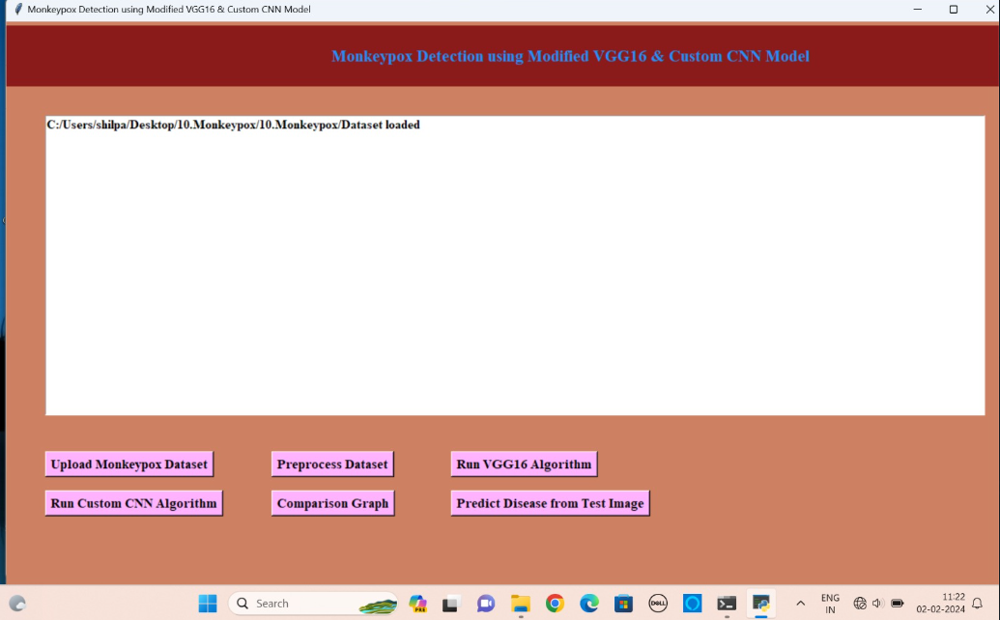 Monkeypox Detection using Modified VGG16 & Custom CNN Model
Monkeypox Detection using Modified VGG16 & Custom CNN Model
C:/Users/shilpa/Desktop/10.Monkeypox/10.Monkeypox/Dataset loaded
Upload Monkeypox Dataset
Preprocess Dataset
Run VGG16 Algorithm
Run Custom CNN Algorithm
Comparison Graph
Predict Disease from Test Image
Search
PRE
DELL
ENG
IN
11:22
02-02-2024